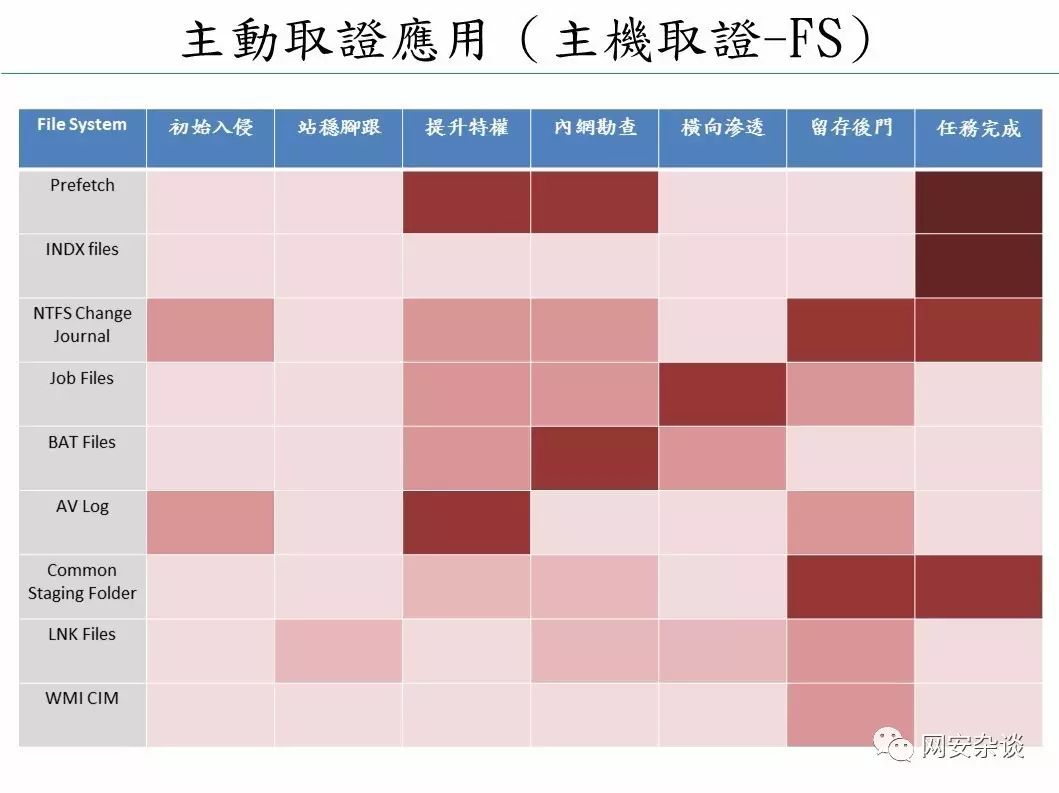 主動取證應用（主機取證-FS）
File System 初始入侵 站穩腳跟 提升特權 內網勘查 橫向滲透 留存後門 任務完成
Prefetch
INDX files
NTFS Change
Journal
Job Files
BAT Files
AV Log
Common
Staging Folder
LNK Files
WMI CIM
网安杂谈